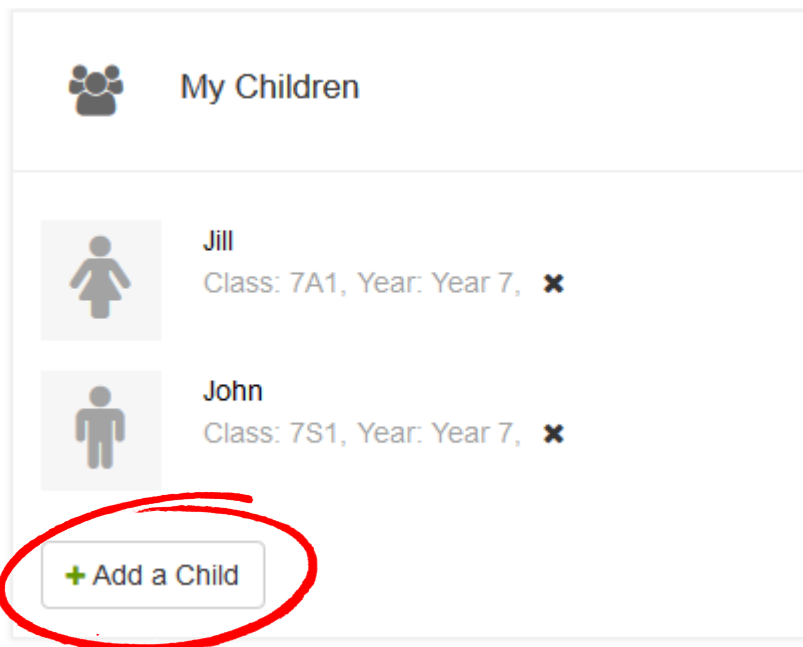 My Children
Jill
Class: 7A1, Year: Year 7,
John
Class: 7S1, Year: Year 7,
+ Add a Child